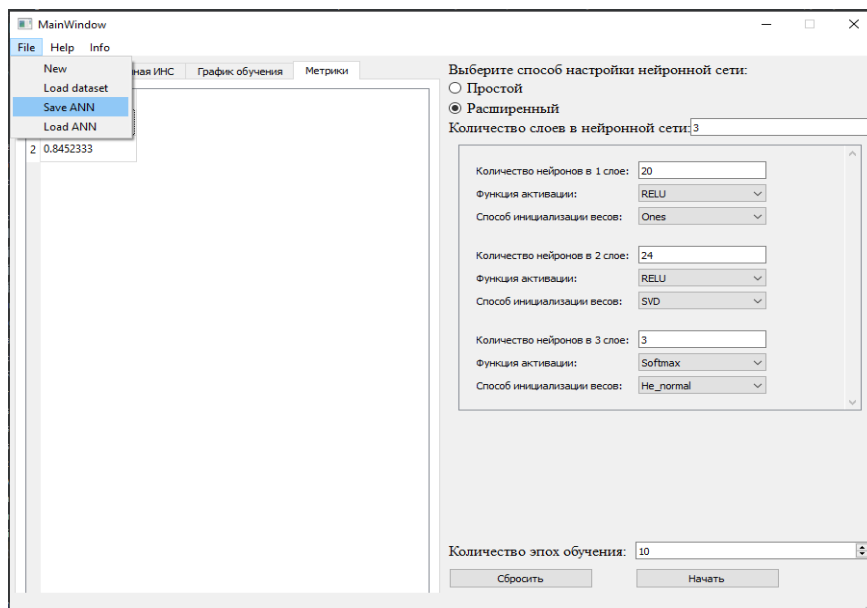 MainWindow
File Help Info
New
Load dataset
Save ANN
Load ANN
ная ИНС График обучения Метрики
2 0.8452333
Выберите способ настройки нейронной сети:
Простой
Расширенный
Количество слоев в нейронной сети: 3
Количество нейронов в 1 слое: 20
Функция активации: RELU
Способ инициализации весов: Ones
Количество нейронов в 2 слое: 24
Функция активации: RELU
Способ инициализации весов: SVD
Количество нейронов в 3 слое: 3
Функция активации: Softmax
Способ инициализации весов: He_normal
Количество эпох обучения: 10
Сбросить Начать